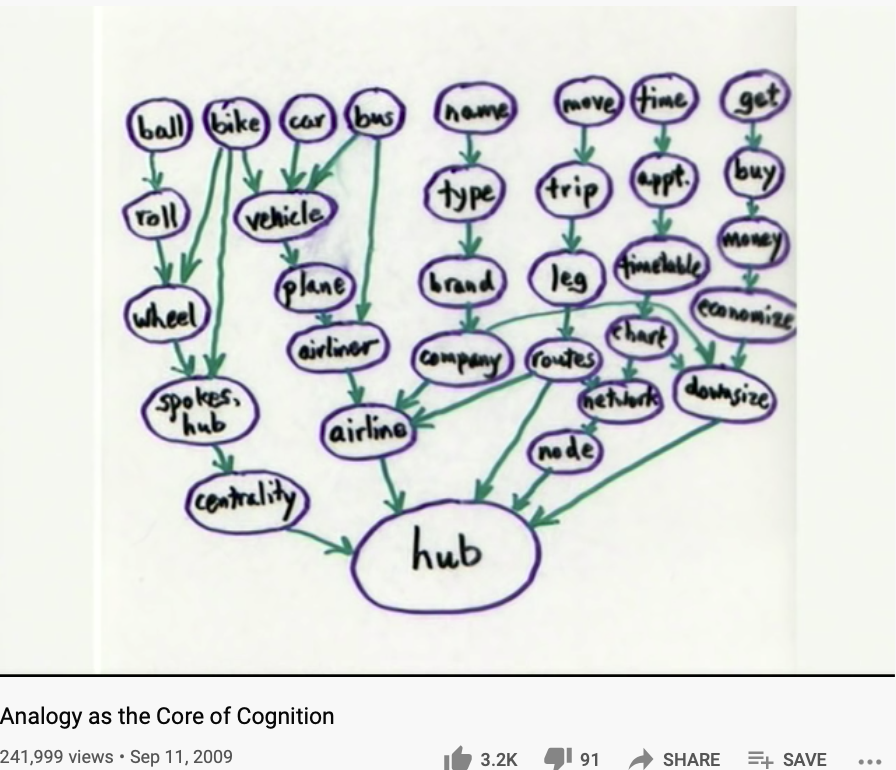 ball bike car bus name move time get
roll vehicle type trip appt. buy
wheel plane brand leg timetable money
economize
airliner company routes chart
spokes,
hub
airline network downsize
node
centrality
hub
Analogy as the Core of Cognition
241,999 views • Sep 11, 2009 3.2K 91 SHARE SAVE